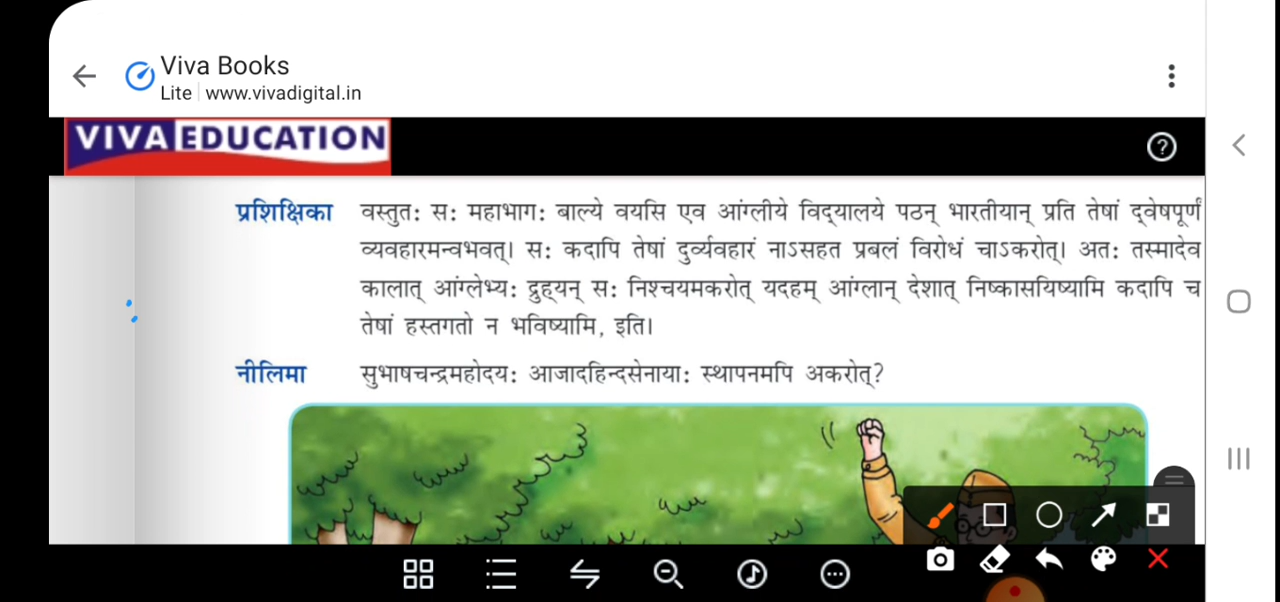 Viva Books
Lite | www.vivadigital.in
VIVA EDUCATION
प्रशिक्षिका वस्तुत: स: महाभाग: बाल्ये वयसि एव आंग्लीये विद्यालये पठन् भारतीयान् प्रति तेषां द्वेषपूर्णं
व्यवहारमन्वभवत्। स: कदापि तेषां दुर्व्यवहारं नाऽसहत प्रबलं विरोधं चाऽकरोत्। अत: तस्मादेव
कालात् आंग्लेभ्य: द्रुह्यन् स: निश्चयमकरोत् यदहम् आंग्लान् देशात् निष्कासयिष्यामि कदापि च
तेषां हस्तगतो न भविष्यामि, इति।
नीलिमा सुभाषचन्द्रमहोदय: आजादहिन्दसेनाया: स्थापनमपि अकरोत्?